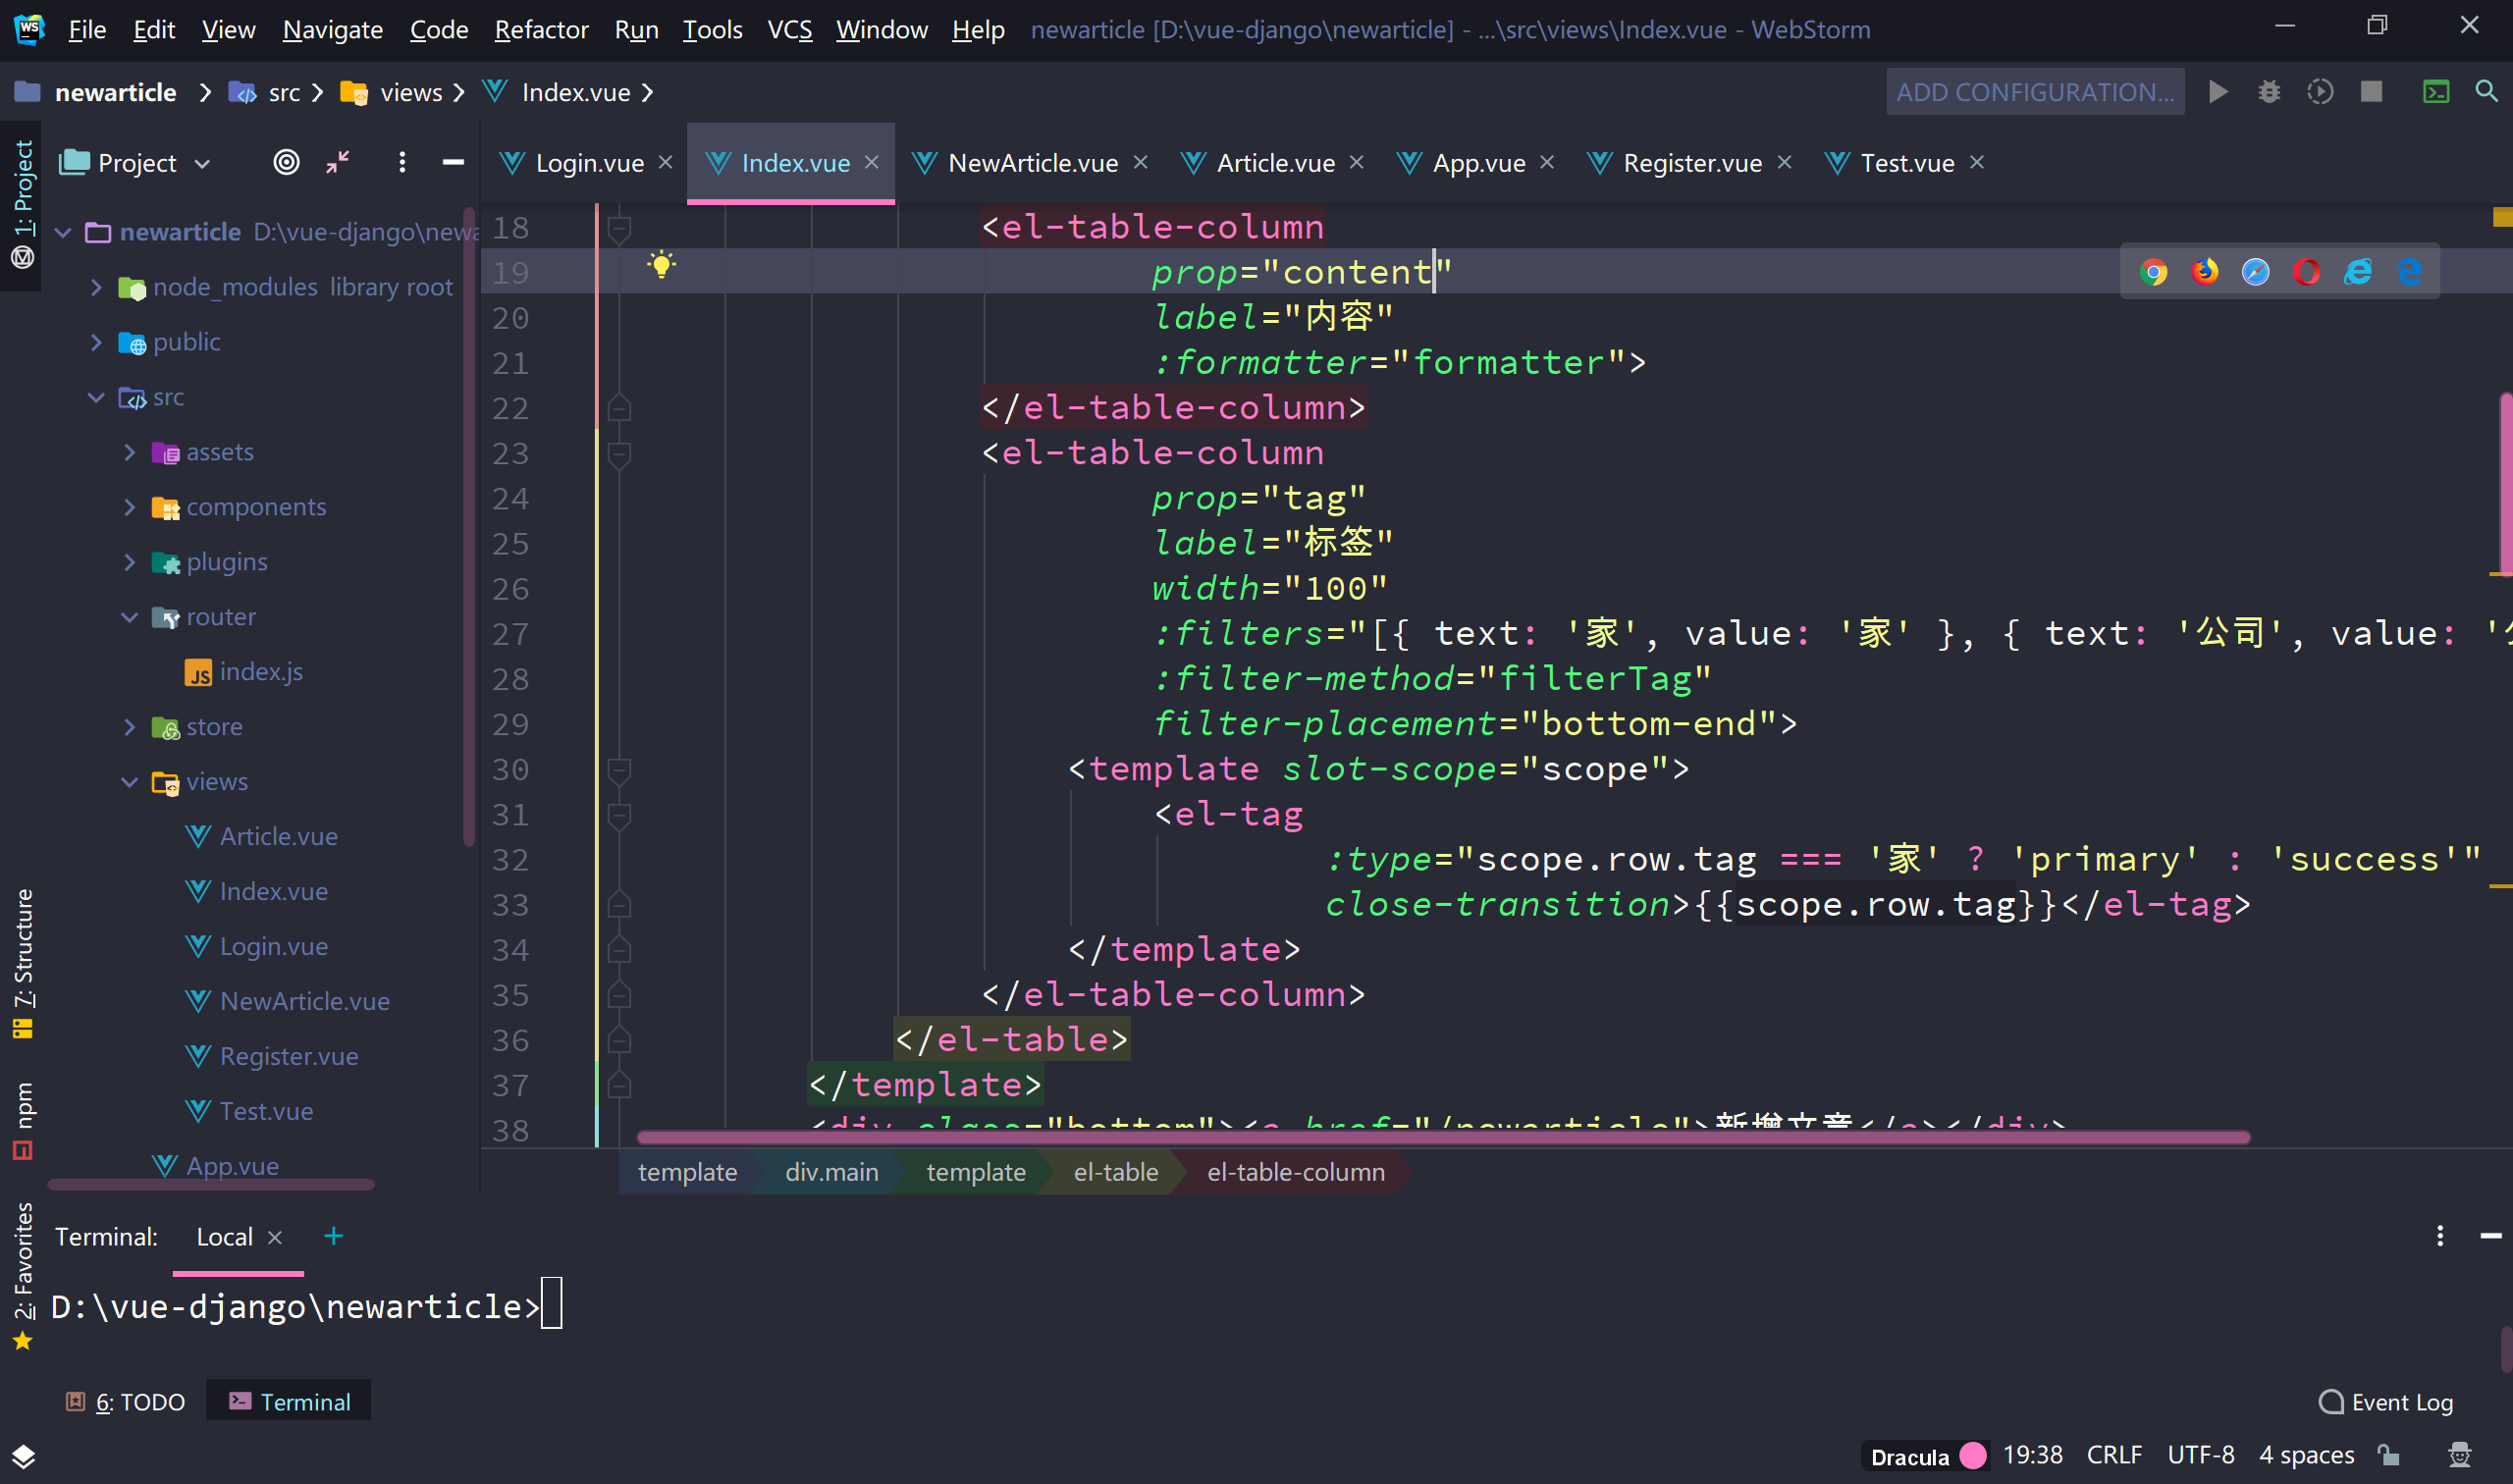 File Edit View Navigate Code Refactor Run Tools VCS Window Help newarticle [D:\vue-django\newarticle] - ...\src\views\Index.vue - WebStorm
newarticle src views Index.vue ADD CONFIGURATION...
1: Project
Project
Login.vue Index.vue NewArticle.vue Article.vue App.vue Register.vue Test.vue
newarticle D:\vue-django\newa
node_modules library root
public
src
assets
components
plugins
router
index.js
store
views
Article.vue
Index.vue
Login.vue
NewArticle.vue
Register.vue
Test.vue
App.vue
18 <el-table-column
19 prop="content"
20 label="内容"
21 :formatter="formatter">
22 </el-table-column>
23 <el-table-column
24 prop="tag"
25 label="标签"
26 width="100"
27 :filters="[{ text: '家', value: '家' }, { text: '公司', value: '
28 :filter-method="filterTag"
29 filter-placement="bottom-end">
30 <template slot-scope="scope">
31 <el-tag
32 :type="scope.row.tag === '家' ? 'primary' : 'success'"
33 close-transition>{{scope.row.tag}}</el-tag>
34 </template>
35 </el-table-column>
36 </el-table>
37 </template>
38 <div class="bottom"><a href="/newarticle">新增文章</a></div>
template div.main template el-table el-table-column
7: Structure
npm
2: Favorites
Terminal: Local
D:\vue-django\newarticle>
6: TODO Terminal Event Log
Dracula 19:38 CRLF UTF-8 4 spaces